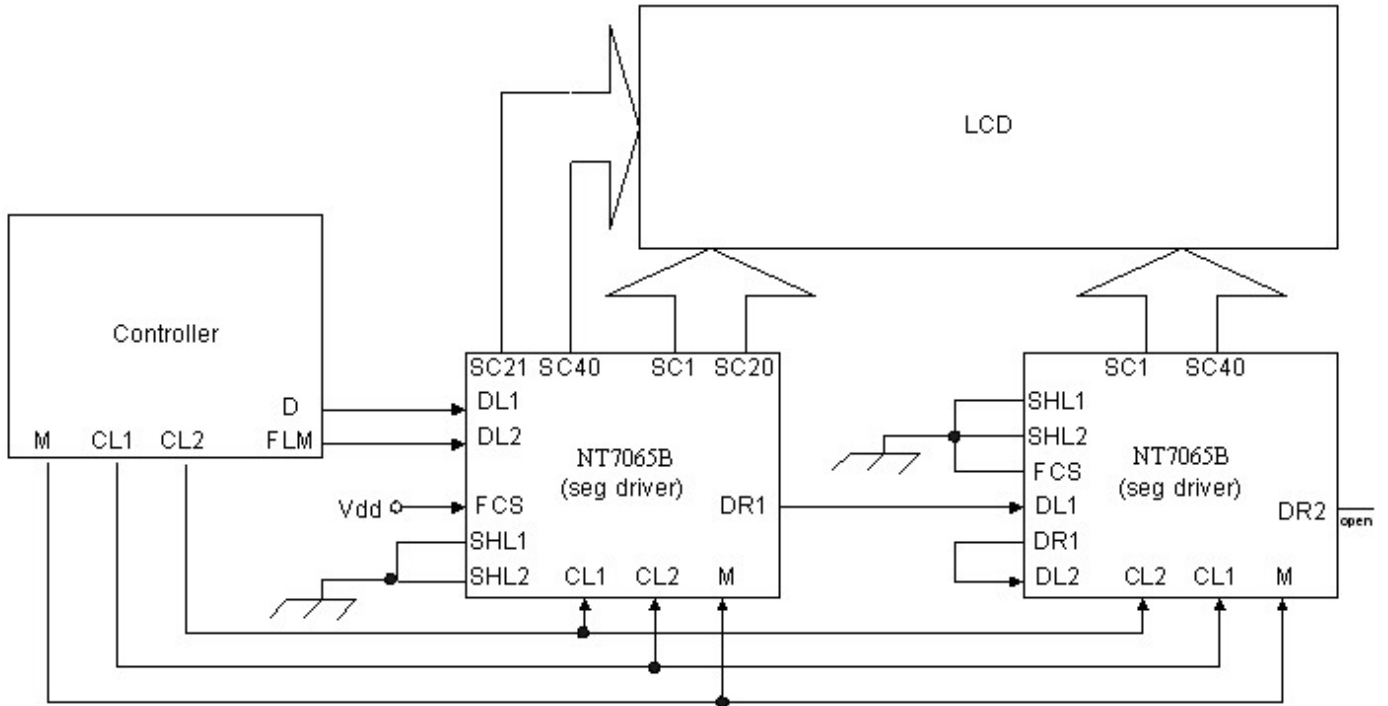 LCD
Controller
D
FLM
M CL1 CL2
SC21 SC40 SC1 SC20
DL1
DL2
NT7065B
(seg driver)
Vdd
FCS
DR1
SHL1
SHL2
CL1 CL2 M
SC1 SC40
SHL1
SHL2
FCS
NT7065B
(seg driver)
DL1
DR1
DL2
DR2
open
CL2 CL1 M